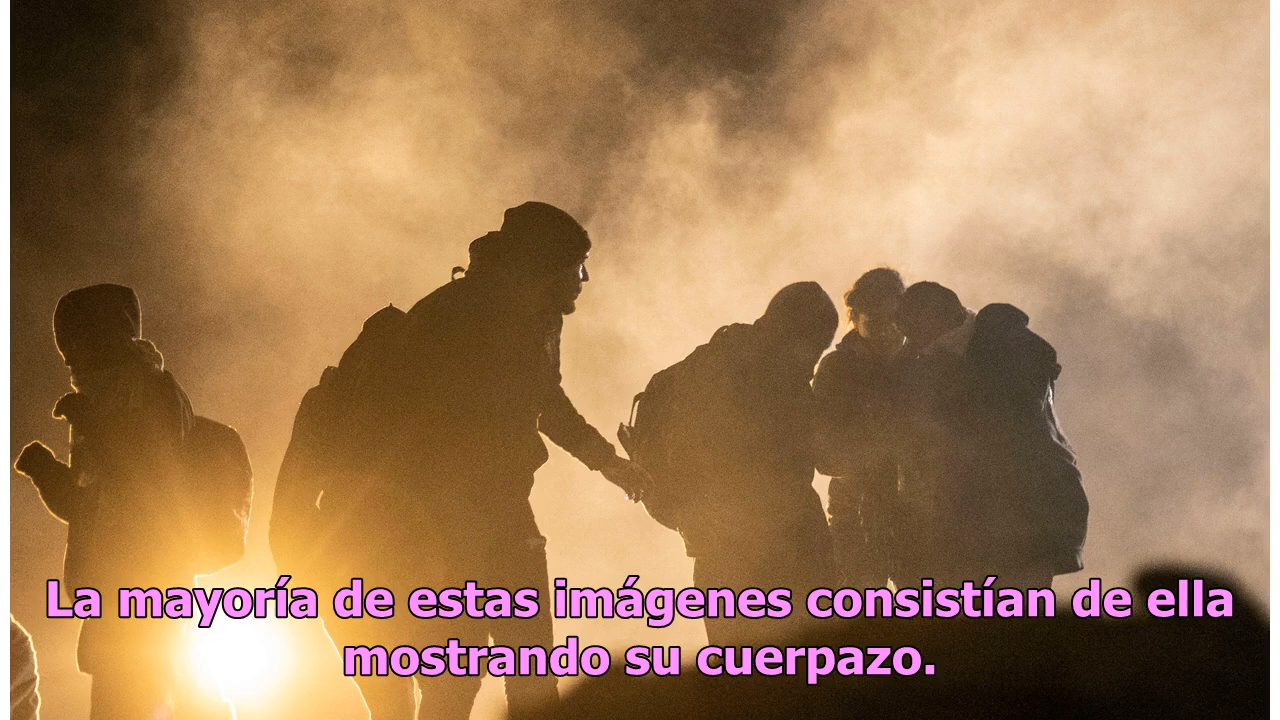 La mayoría de estas imágenes consistían de ella
mostrando su cuerpazo.